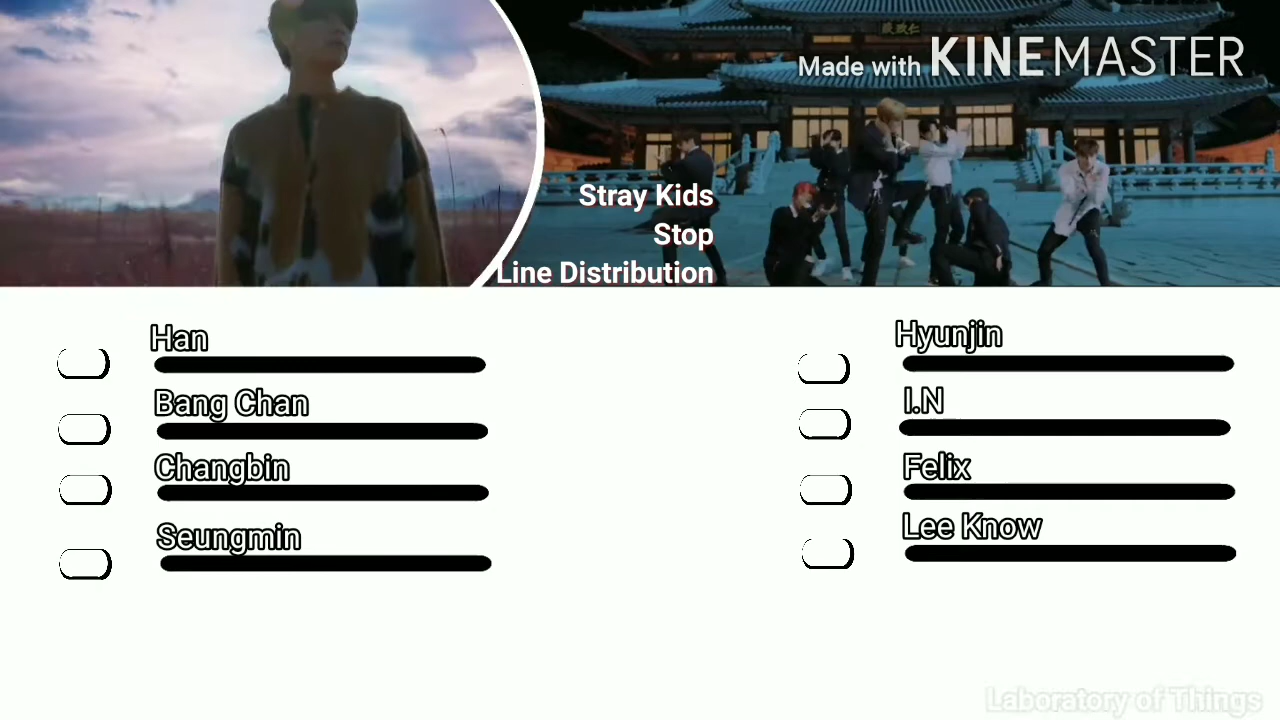 Made with KINEMASTER
Stray Kids
Stop
Line Distribution
Han
Bang Chan
Changbin
Seungmin
Hyunjin
I.N
Felix
Lee Know
Laboratory of Things